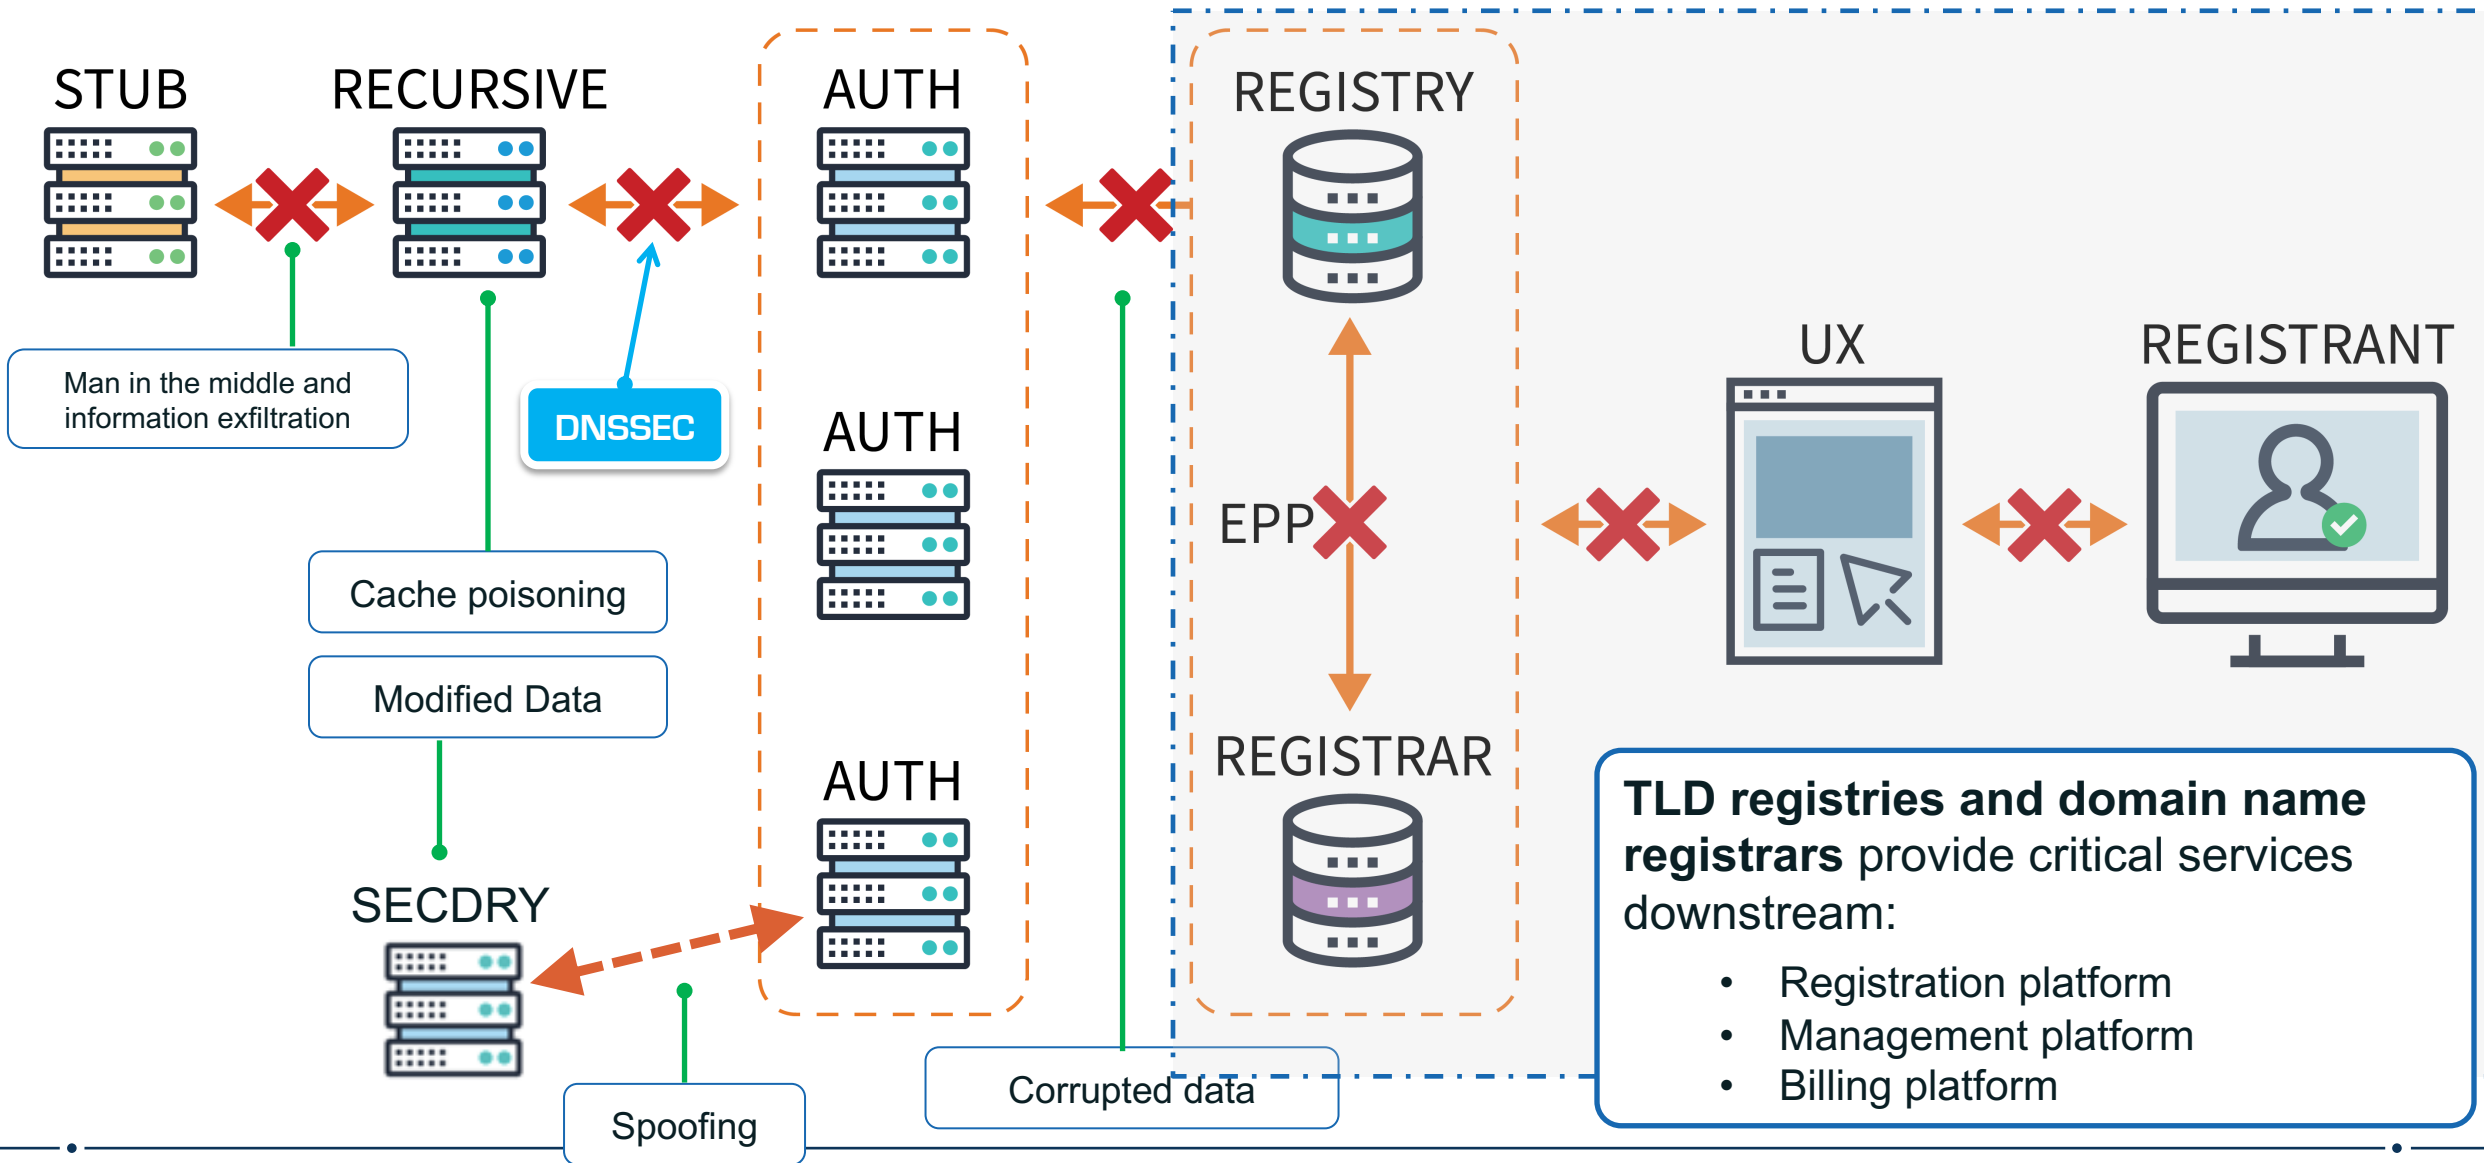 STUB
RECURSIVE
AUTH
REGISTRY
Man in the middle and
information exfiltration
DNSSEC
AUTH
UX
REGISTRANT
EPP
Cache poisoning
Modified Data
AUTH
REGISTRAR
SECDRY
Spoofing
Corrupted data
TLD registries and domain name
registrars provide critical services
downstream:
• Registration platform
• Management platform
• Billing platform